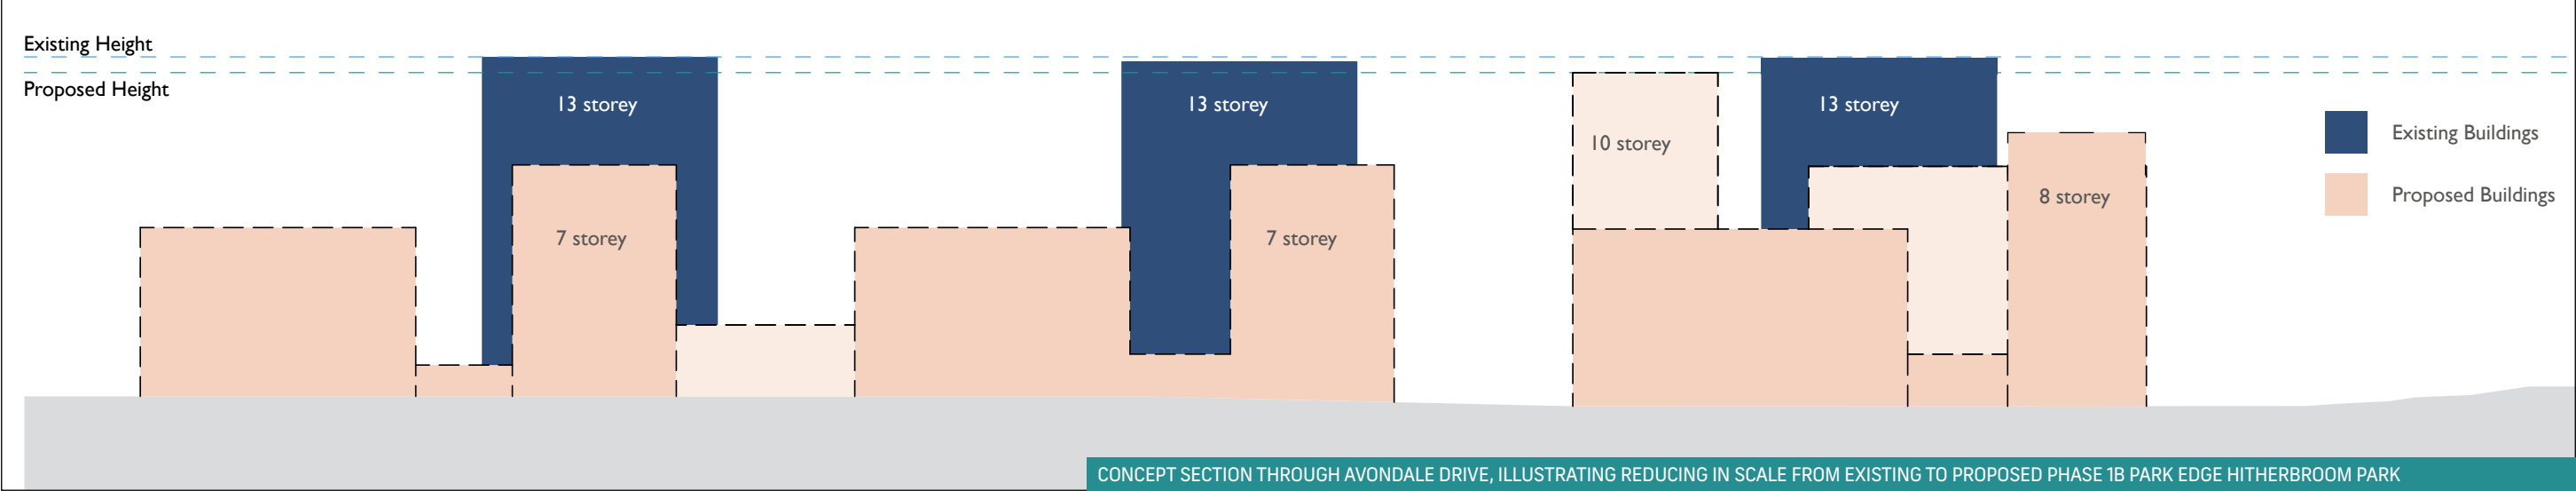 Existing Height
Proposed Height
13 storey
13 storey
13 storey
10 storey
7 storey
7 storey
8 storey
Existing Buildings
Proposed Buildings
CONCEPT SECTION THROUGH AVONDALE DRIVE, ILLUSTRATING REDUCING IN SCALE FROM EXISTING TO PROPOSED PHASE 1B PARK EDGE HITHERBROOM PARK